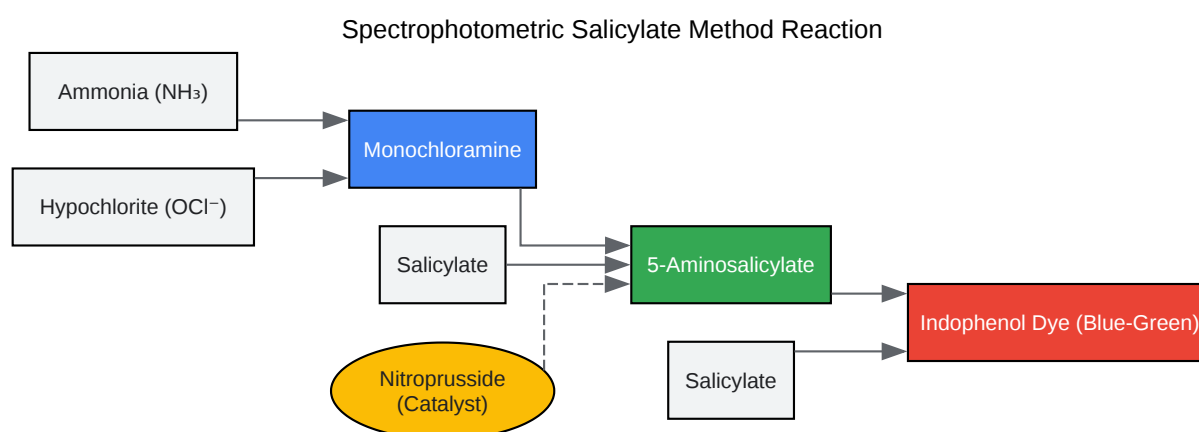 Spectrophotometric Salicylate Method Reaction
Ammonia (NH₃)
Monochloramine
Hypochlorite (OCl⁻)
Salicylate
5-Aminosalicylate
Indophenol Dye (Blue-Green)
Nitroprusside
(Catalyst)
Salicylate